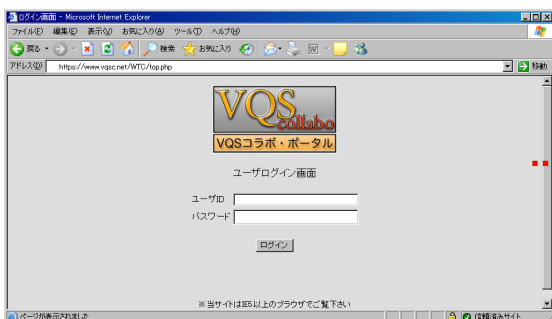 ログイン画面 - Microsoft Internet Explorer
ファイル(F) 編集(E) 表示(V) お気に入り(A) ツール(T) ヘルプ(H)
戻る 検索 お気に入り
アドレス(D) https://www.vqsc.net/WTC/top.php 移動
VQS
collabo
VQSコラボ・ポータル
ユーザログイン画面
ユーザID
パスワード
ログイン
※当サイトはIE5以上のブラウザでご覧下さい
ページが表示されました 信頼済みサイト